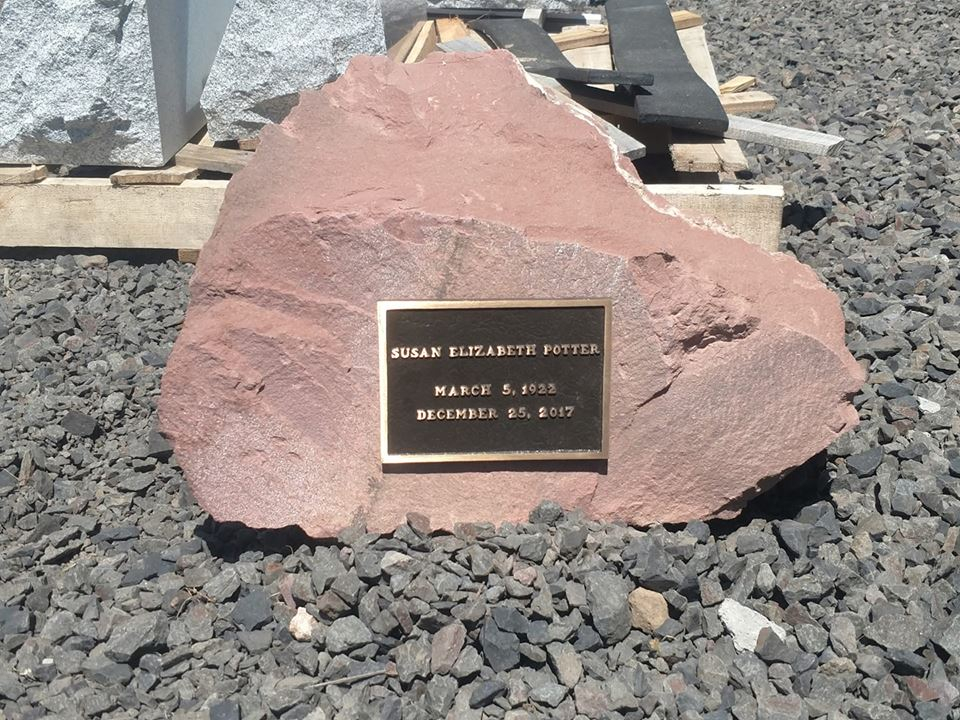 SUSAN ELIZABETH POTTER
MARCH 5, 1922
DECEMBER 25, 2017